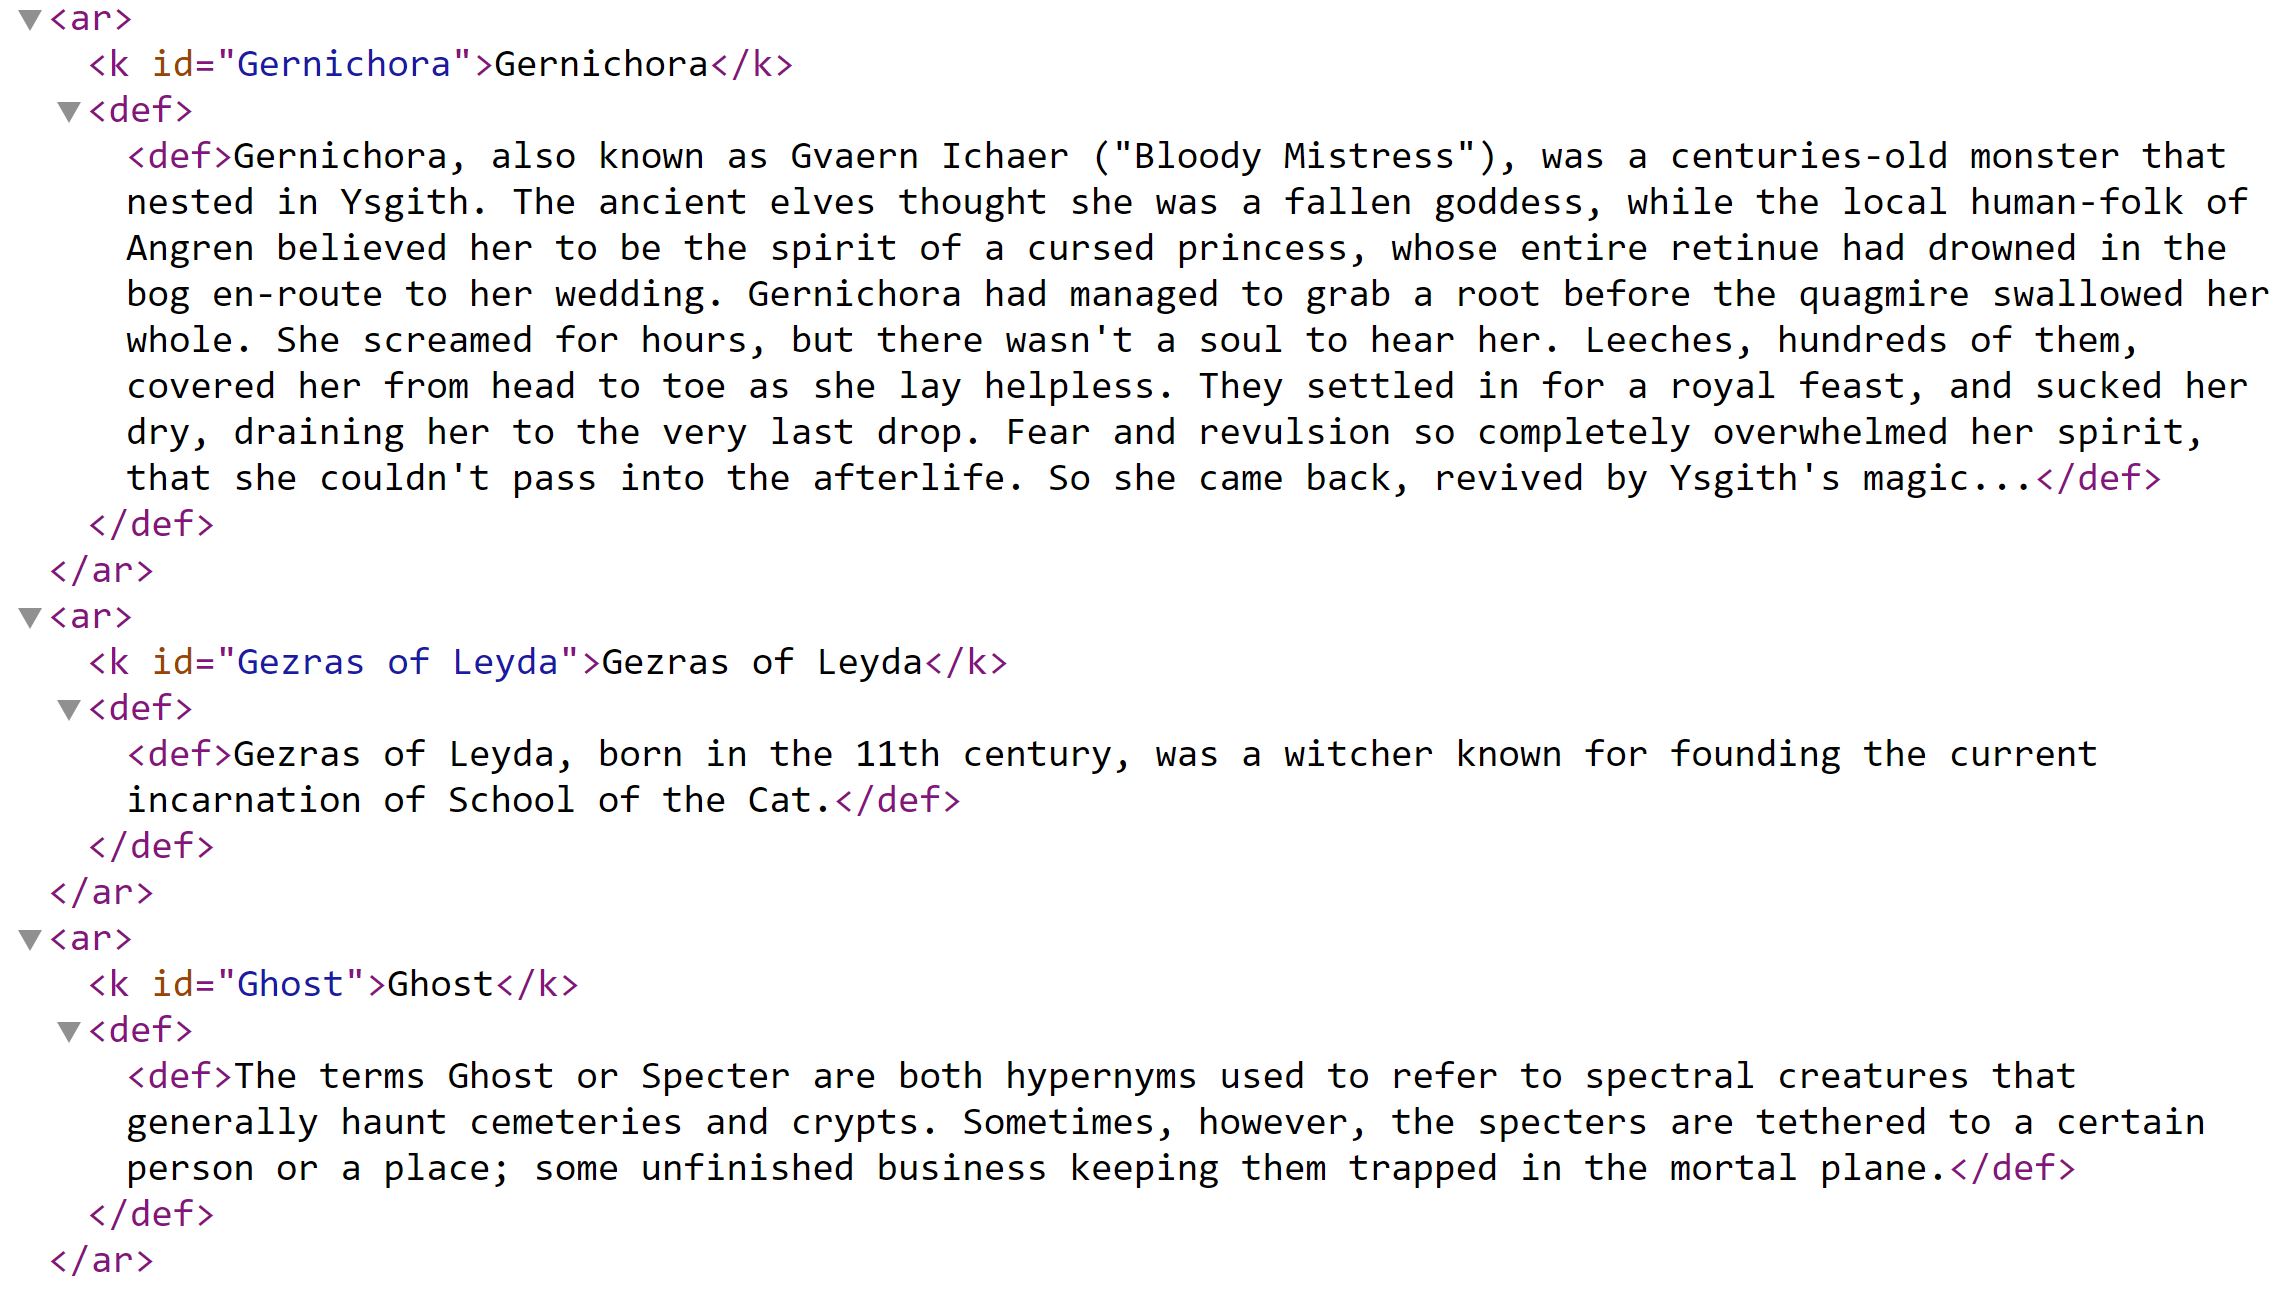 ▼<ar>
<k id="Gernichora">Gernichora</k>
▼<def>
<def>Gernichora, also known as Gvaern Ichaer ("Bloody Mistress"), was a centuries-old monster that
nested in Ysgith. The ancient elves thought she was a fallen goddess, while the local human-folk of
Angren believed her to be the spirit of a cursed princess, whose entire retinue had drowned in the
bog en-route to her wedding. Gernichora had managed to grab a root before the quagmire swallowed her
whole. She screamed for hours, but there wasn't a soul to hear her. Leeches, hundreds of them,
covered her from head to toe as she lay helpless. They settled in for a royal feast, and sucked her
dry, draining her to the very last drop. Fear and revulsion so completely overwhelmed her spirit,
that she couldn't pass into the afterlife. So she came back, revived by Ysgith's magic...</def>
</def>
</ar>
▼<ar>
<k id="Gezras of Leyda">Gezras of Leyda</k>
▼<def>
<def>Gezras of Leyda, born in the 11th century, was a witcher known for founding the current
incarnation of School of the Cat.</def>
</def>
</ar>
▼<ar>
<k id="Ghost">Ghost</k>
▼<def>
<def>The terms Ghost or Specter are both hypernyms used to refer to spectral creatures that
generally haunt cemeteries and crypts. Sometimes, however, the specters are tethered to a certain
person or a place; some unfinished business keeping them trapped in the mortal plane.</def>
</def>
</ar>